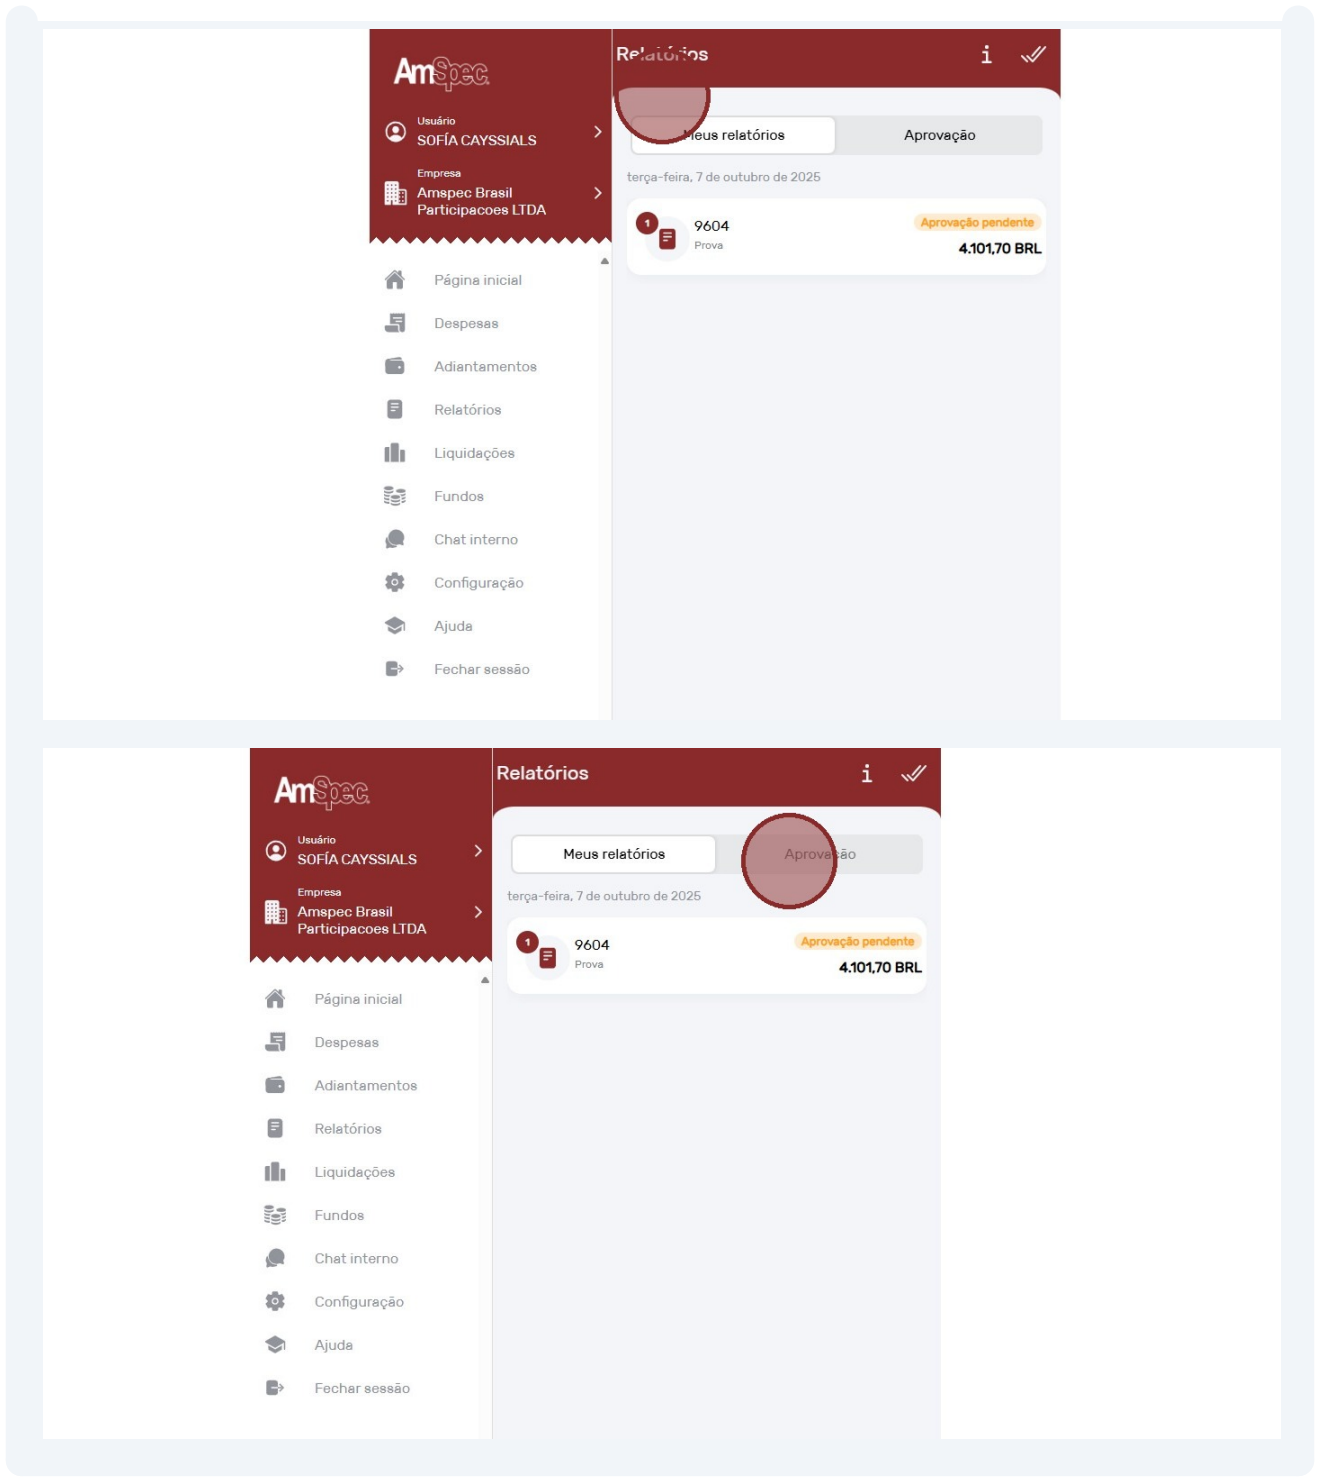 AmSpec.
Usuário
SOFÍA CAYSSIALS
Empresa
Amspec Brasil
Participacoes LTDA
Página inicial
Despesas
Adiantamentos
Relatórios
Liquidações
Fundos
Chat interno
Configuração
Ajuda
Fechar sessão
Relatórios
i
Meus relatórios
Aprovação
terça-feira, 7 de outubro de 2025
1
9604
Prova
Aprovação pendente
4.101,70 BRL
AmSpec.
Usuário
SOFÍA CAYSSIALS
Empresa
Amspec Brasil
Participacoes LTDA
Página inicial
Despesas
Adiantamentos
Relatórios
Liquidações
Fundos
Chat interno
Configuração
Ajuda
Fechar sessão
Relatórios
i
Meus relatórios
Aprovação
terça-feira, 7 de outubro de 2025
1
9604
Prova
Aprovação pendente
4.101,70 BRL